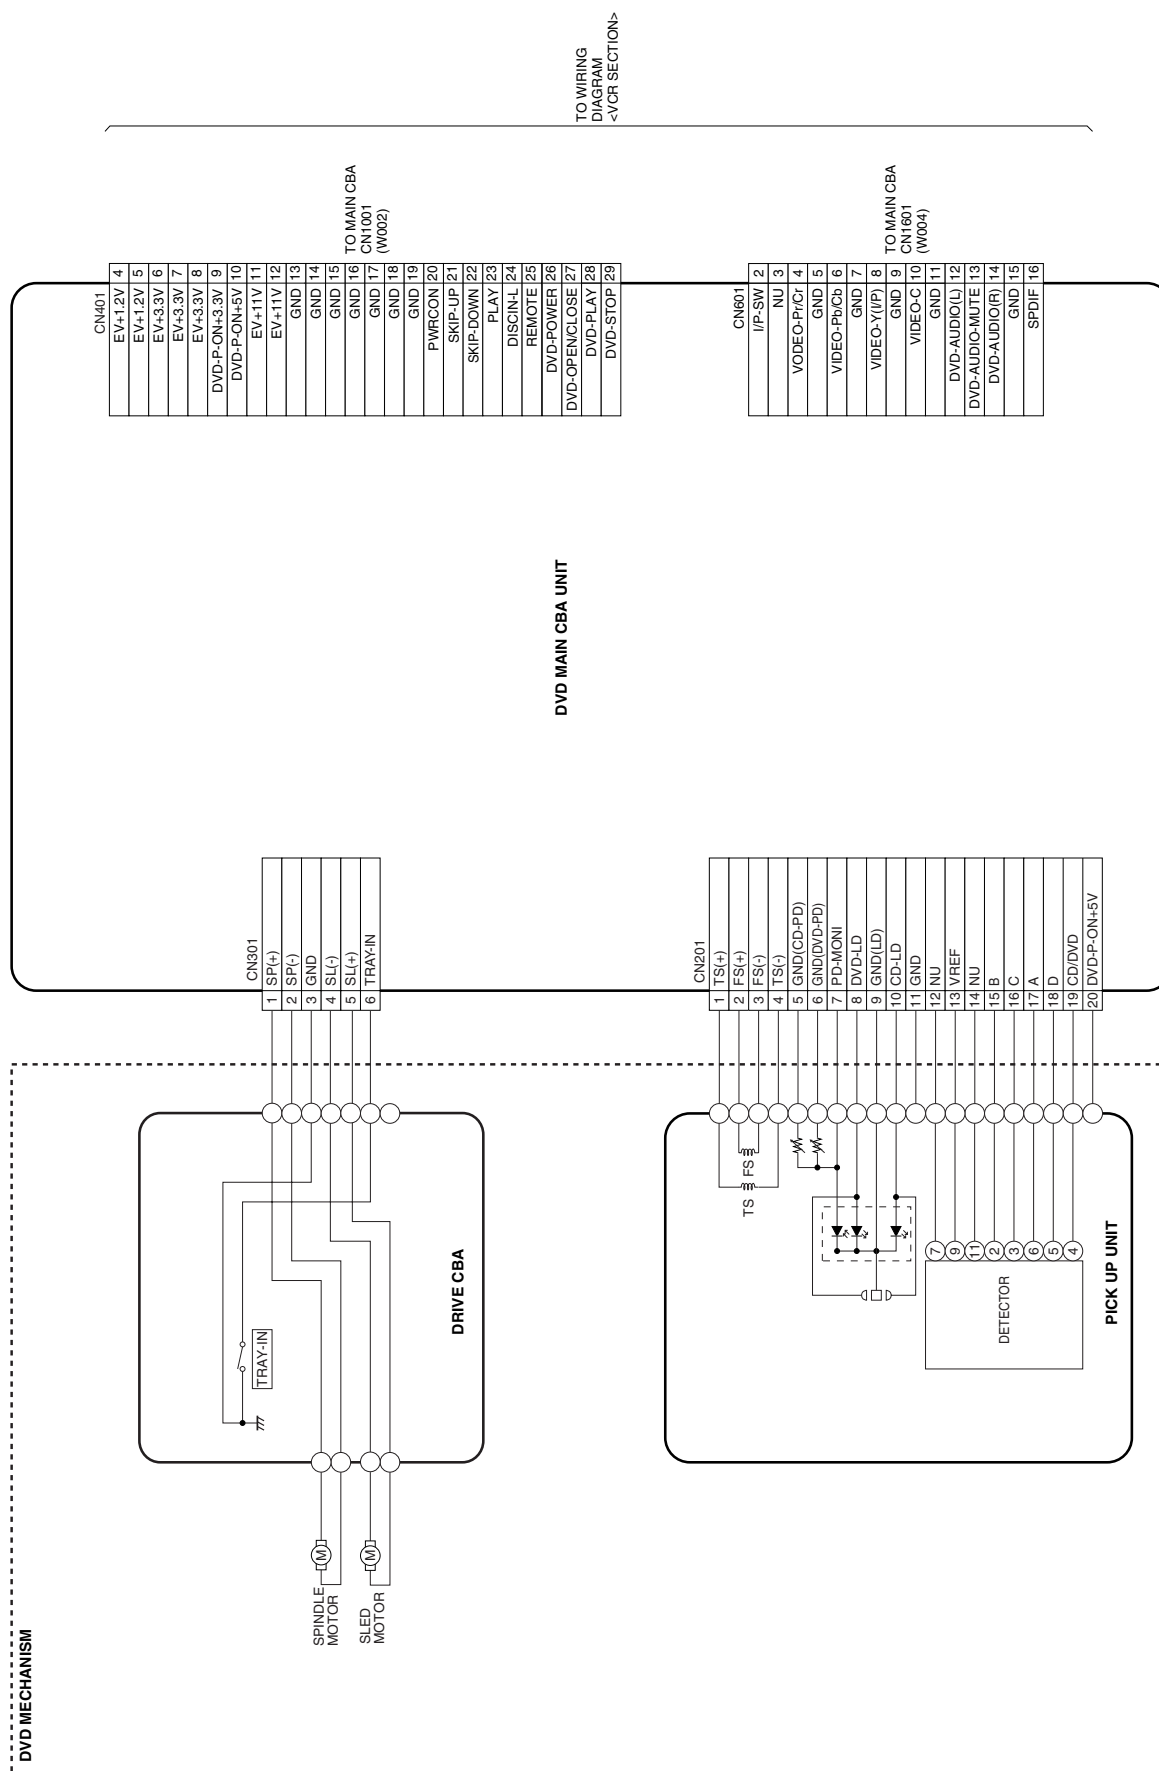 TO WIRING
DIAGRAM
<VCR SECTION>
TO MAIN CBA
CN1001
(W002)
TO MAIN CBA
CN1601
(W004)
CN401
EV+1.2V 4
EV+1.2V 5
EV+3.3V 6
EV+3.3V 7
EV+3.3V 8
DVD-P-ON+3.3V 9
DVD-P-ON+5V 10
EV+11V 11
EV+11V 12
GND 13
GND 14
GND 15
GND 16
GND 17
GND 18
GND 19
PWRCON 20
SKIP-UP 21
SKIP-DOWN 22
PLAY 23
DISCIN-L 24
REMOTE 25
DVD-POWER 26
DVD-OPEN/CLOSE 27
DVD-PLAY 28
DVD-STOP 29
CN601
I/P-SW 2
NU 3
VODEO-Pr/Cr 4
GND 5
VIDEO-Pb/Cb 6
GND 7
VIDEO-Y(I/P) 8
GND 9
VIDEO-C 10
GND 11
DVD-AUDIO(L) 12
DVD-AUDIO-MUTE 13
DVD-AUDIO(R) 14
GND 15
SPDIF 16
DVD MAIN CBA UNIT
CN301
1 SP(+)
2 SP(-)
3 GND
4 SL(-)
5 SL(+)
6 TRAY-IN
CN201
1 TS(+)
2 FS(+)
3 FS(-)
4 TS(-)
5 GND(CD-PD)
6 GND(DVD-PD)
7 PD-MONI
8 DVD-LD
9 GND(LD)
10 CD-LD
11 GND
12 NU
13 VREF
14 NU
15 B
16 C
17 A
18 D
19 CD/DVD
20 DVD-P-ON+5V
TRAY-IN
DRIVE CBA
TS
FS
7
9
11
2
3
6
5
4
DETECTOR
PICK UP UNIT
M
SPINDLE
MOTOR
M
SLED
MOTOR
DVD MECHANISM